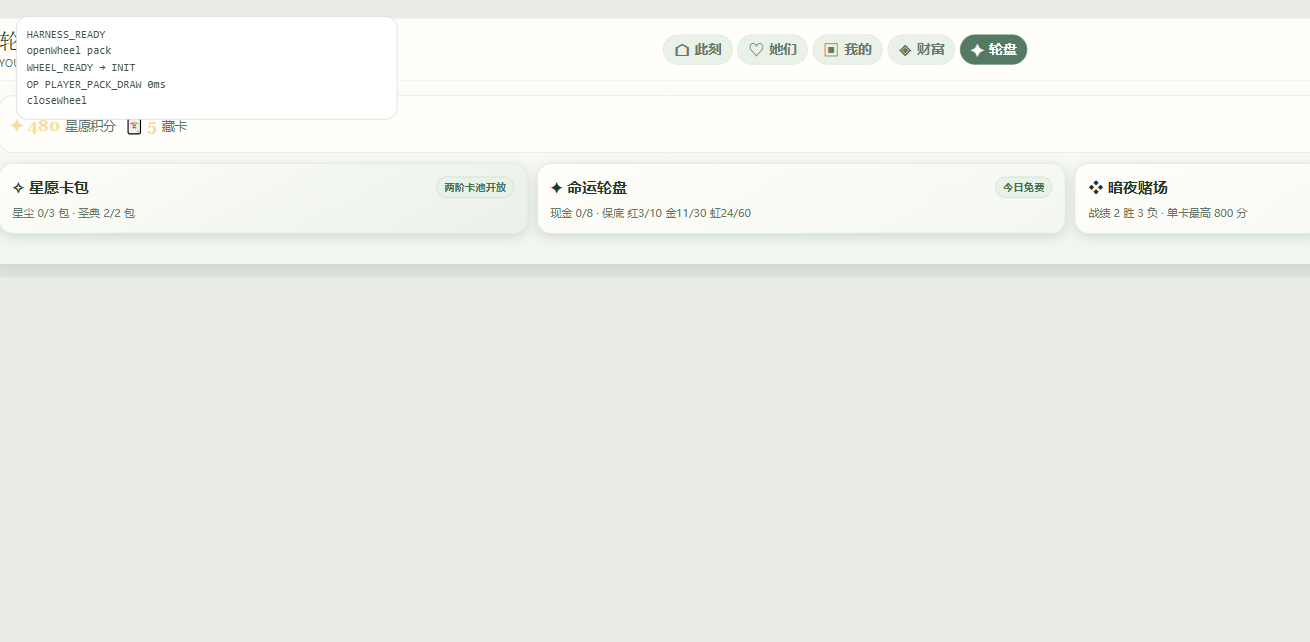 HARNESS_READY
openWheel pack
WHEEL_READY → INIT
OP PLAYER_PACK_DRAW 0ms
closeWheel
轮
YOU
此刻
她们
我的
财富
轮盘
480 星愿积分 5 藏卡
星愿卡包
两阶卡池开放
星尘 0/3 包 · 圣典 2/2 包
命运轮盘
今日免费
现金 0/8 · 保底 红3/10 金11/30 虹24/60
暗夜赌场
战绩 2 胜 3 负 · 单卡最高 800 分